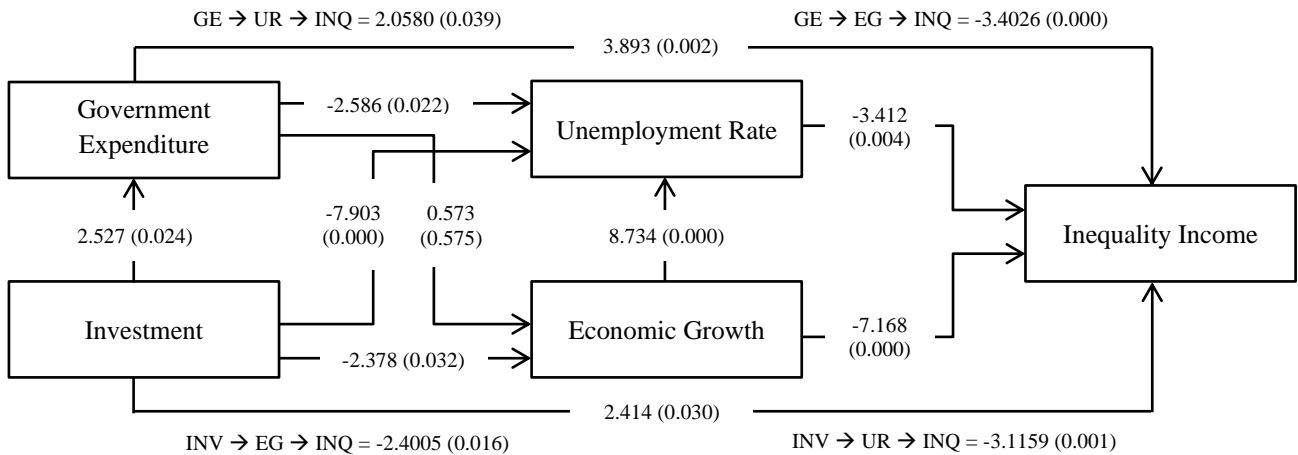 GE → UR → INQ = 2.0580 (0.039)
GE → EG → INQ = -3.4026 (0.000)
3.893 (0.002)
Government
Expenditure
-2.586 (0.022)
Unemployment Rate
-3.412
(0.004)
2.527 (0.024)
-7.903
(0.000)
0.573
(0.575)
8.734 (0.000)
Inequality Income
Investment
-2.378 (0.032)
Economic Growth
-7.168
(0.000)
2.414 (0.030)
INV → EG → INQ = -2.4005 (0.016)
INV → UR → INQ = -3.1159 (0.001)